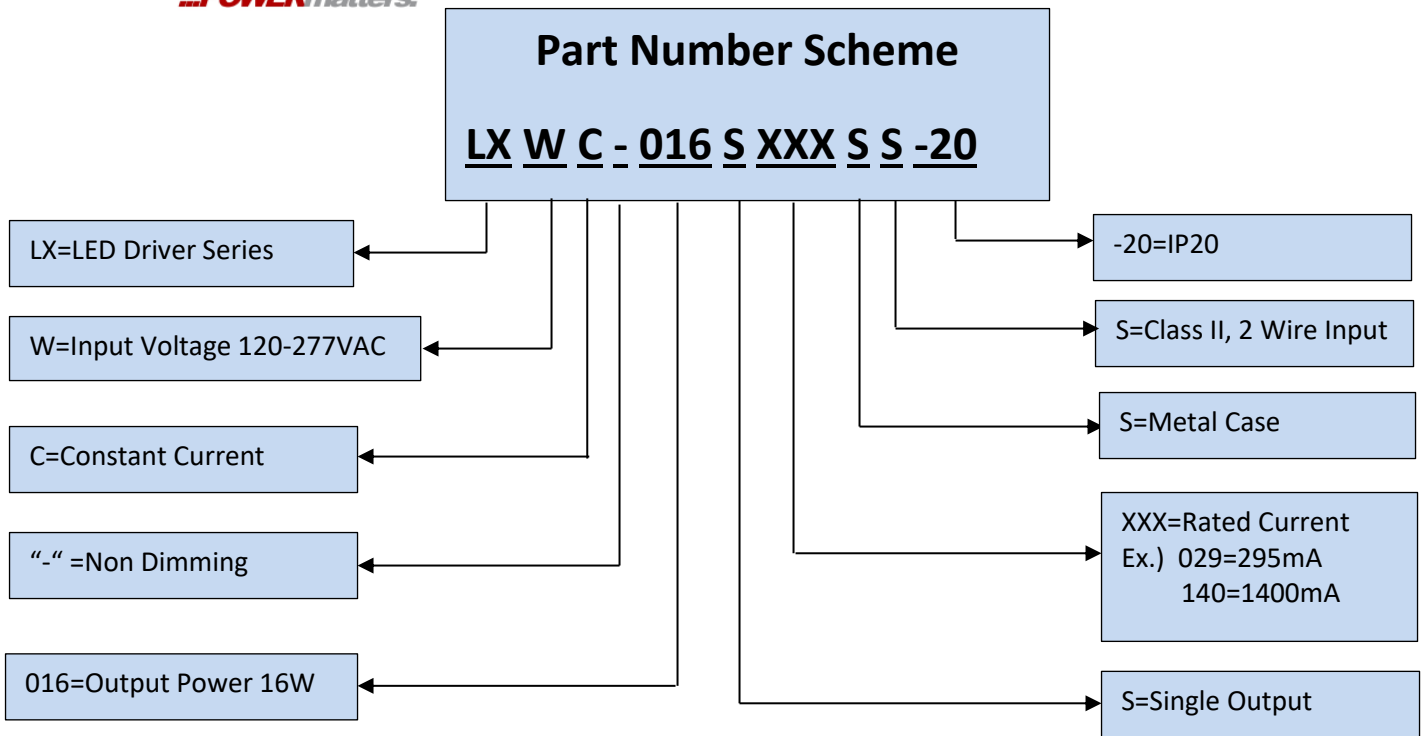 ...POWERmatters.
Part Number Scheme
LX W C - 016 S XXX S S -20
LX=LED Driver Series
W=Input Voltage 120-277VAC
C=Constant Current
“-“ =Non Dimming
016=Output Power 16W
-20=IP20
S=Class II, 2 Wire Input
S=Metal Case
XXX=Rated Current
Ex.) 029=295mA
140=1400mA
S=Single Output